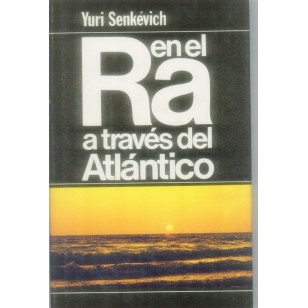 Yuri Senkévich
en el
Ra
a través del
Atlántico